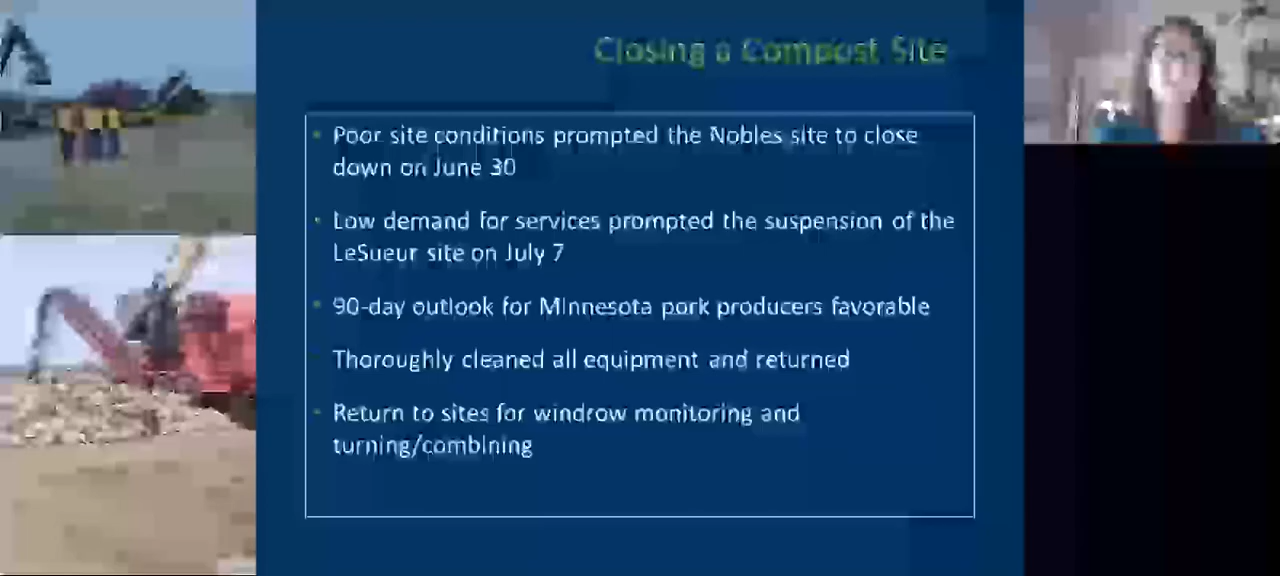 Closing a Compost Site
• Poor site conditions prompted the Nobles site to close
down on June 30
• Low demand for services prompted the suspension of the
LeSueur site on July 7
• 90-day outlook for Minnesota pork producers favorable
• Thoroughly cleaned all equipment and returned
• Return to sites for windrow monitoring and
turning/combining